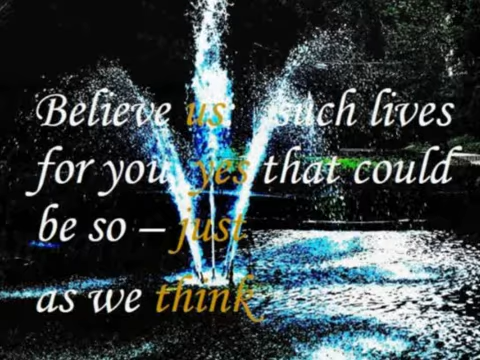 Believe us: such lives
for you, yes that could
be so – just
as we think